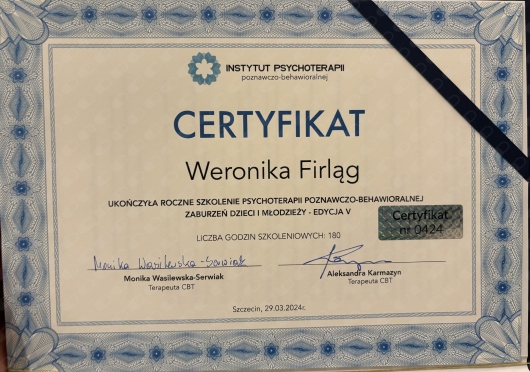 INSTYTUT PSYCHOTERAPII
poznawczo-behawioralnej
CERTYFIKAT
Weronika Firląg
UKOŃCZYŁA ROCZNE SZKOLENIE PSYCHOTERAPII POZNAWCZO-BEHAWIORALNEJ
ZABURZEŃ DZIECI I MŁODZIEŻY - EDYCJA V
Certyfikat
nr 0424
LICZBA GODZIN SZKOLENIOWYCH: 180
Monika Wasilewska-Serwiak
Monika Wasilewska-Serwiak
Terapeuta CBT
Aleksandra Karmazyn
Terapeuta CBT
Szczecin, 29.03.2024r.